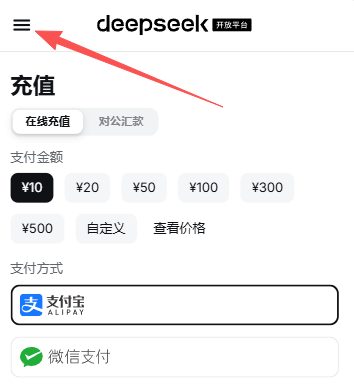 deepseek 开放平台
充值
在线充值 对公汇款
支付金额
¥10 ¥20 ¥50 ¥100 ¥300
¥500 自定义 查看价格
支付方式
支 支付宝
ALIPAY
微信支付